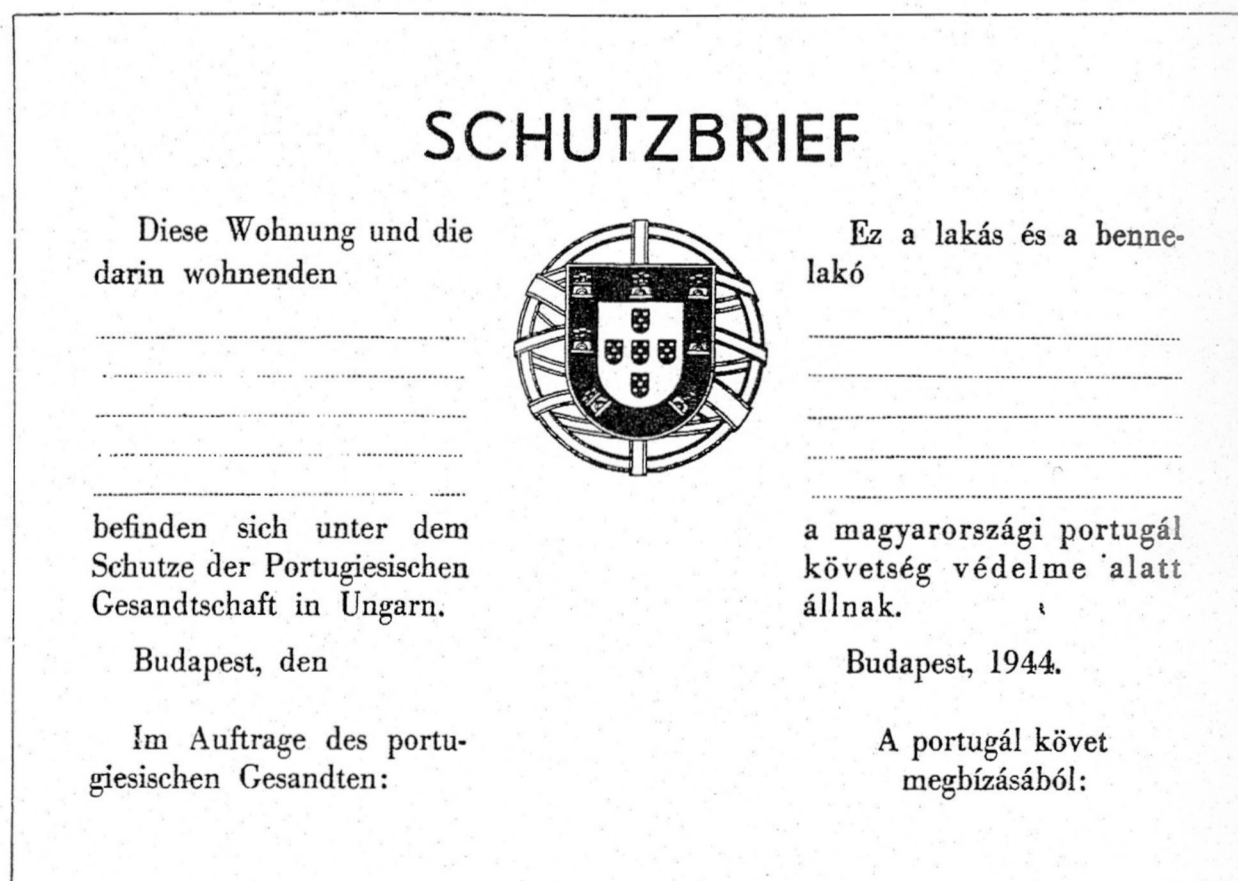 SCHUTZBRIEF
Diese Wohnung und die
darin wohnenden
befinden sich unter dem
Schutze der Portugiesischen
Gesandtschaft in Ungarn.
Budapest, den
Im Auftrage des portu-
giesischen Gesandten:
Ez a lakás és a benne-
lakó
a magyarországi portugál
követség védelme alatt
állnak.
Budapest, 1944.
A portugál követ
megbízásából: